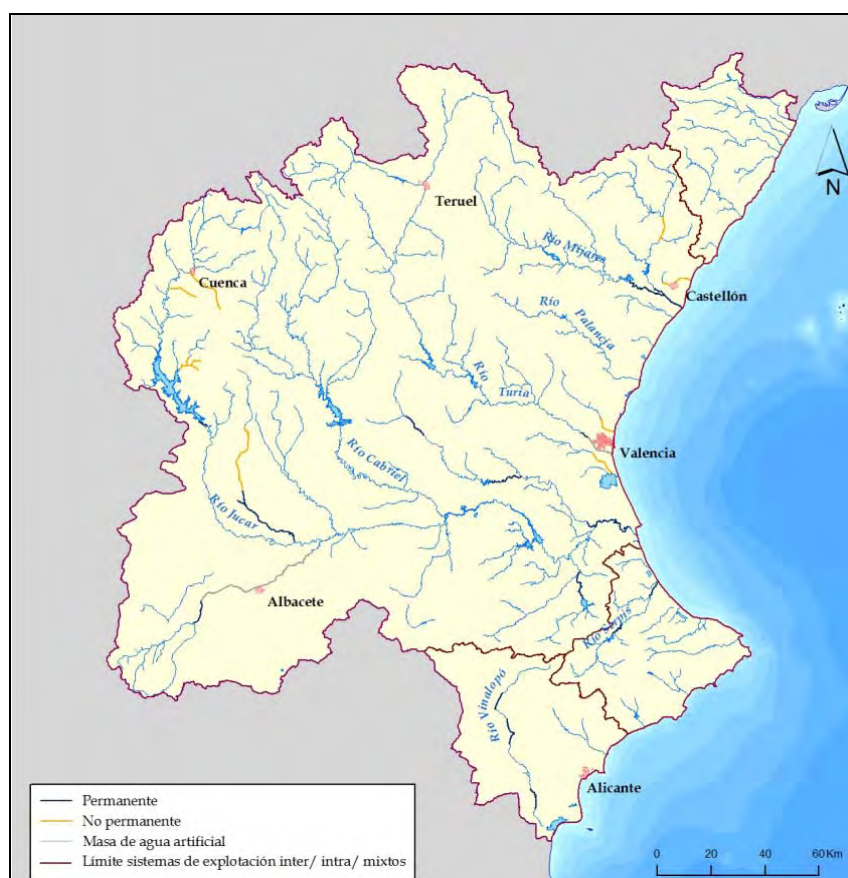 Teruel
Río Mijares
Cuenca
Castellón
Río Palancia
Río Turia
Valencia
Río Cabriel
Río Jucar
Albacete
Río Serpis
Río Vinalopó
Alicante
N
Permanente
No permanente
Masa de agua artificial
Límite sistemas de explotación inter/ intra/ mixtos
0 20 40 60 Km